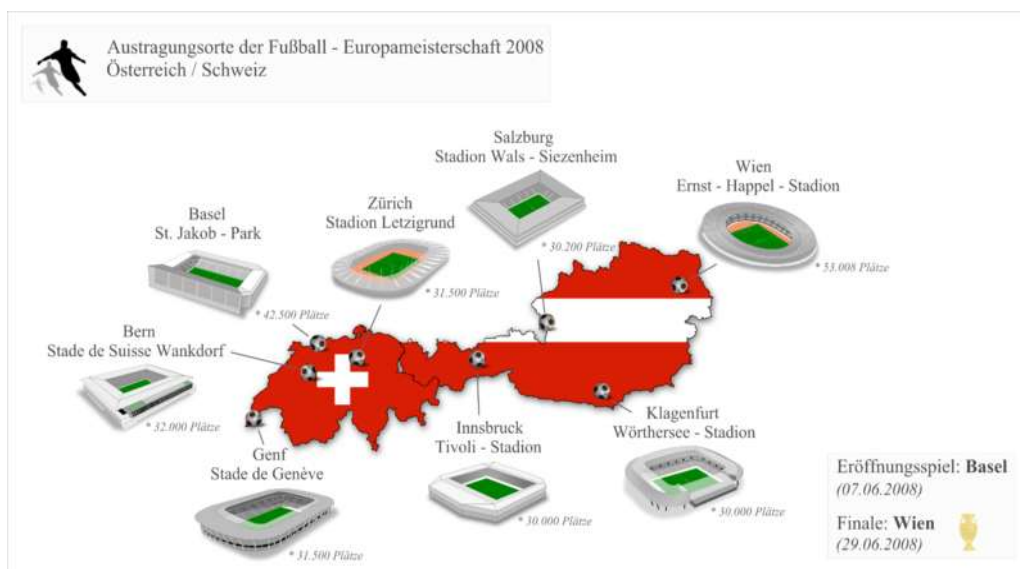 Austragungsorte der Fußball - Europameisterschaft 2008
Österreich / Schweiz
Salzburg
Stadion Wals - Siezenheim
* 30.200 Plätze
Wien
Ernst - Happel - Stadion
* 53.008 Plätze
Zürich
Stadion Letzigrund
* 31.500 Plätze
Basel
St. Jakob - Park
* 42.500 Plätze
Bern
Stade de Suisse Wankdorf
* 32.000 Plätze
Genf
Stade de Genève
* 31.500 Plätze
Innsbruck
Tivoli - Stadion
* 30.000 Plätze
Klagenfurt
Wörthersee - Stadion
* 30.000 Plätze
Eröffnungsspiel: Basel
(07.06.2008)
Finale: Wien
(29.06.2008)